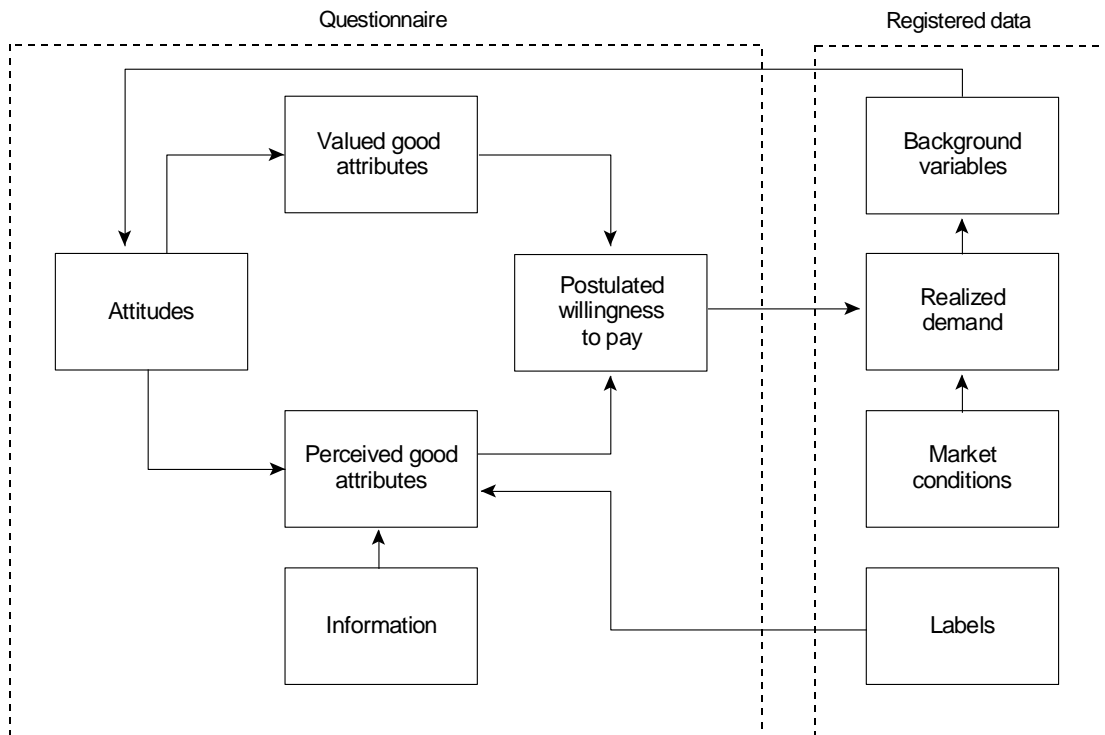 Questionnaire
Registered data
Valued good
attributes
Background
variables
Attitudes
Postulated
willingness
to pay
Realized
demand
Perceived good
attributes
Market
conditions
Information
Labels